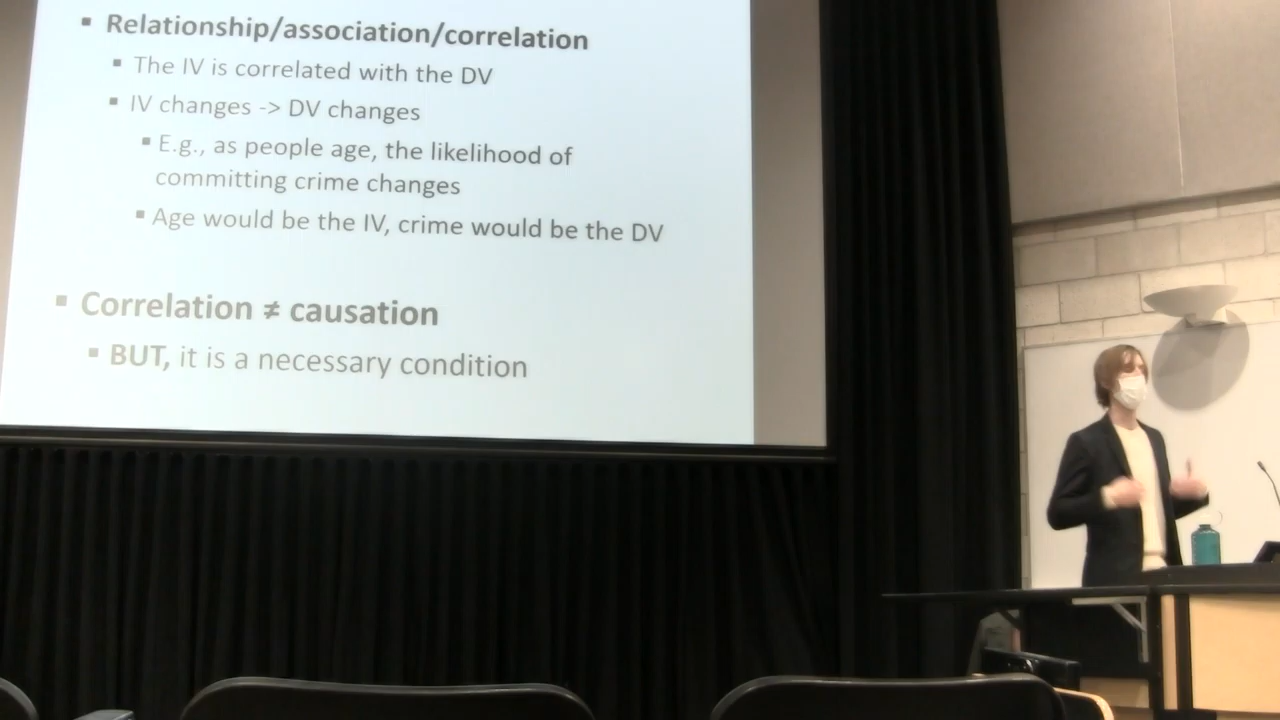 ▪ Relationship/association/correlation
▪ The IV is correlated with the DV
▪ IV changes -> DV changes
▪ E.g., as people age, the likelihood of
committing crime changes
▪ Age would be the IV, crime would be the DV
▪ Correlation ≠ causation
▪ BUT, it is a necessary condition